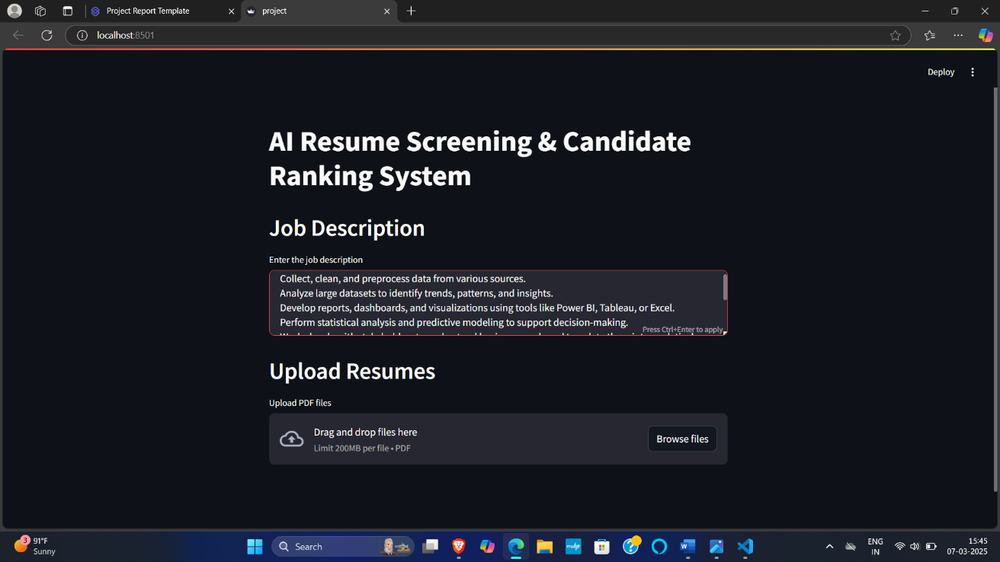 Project Report Template
project
localhost:8501
Deploy
AI Resume Screening & Candidate
Ranking System
Job Description
Enter the job description
Collect, clean, and preprocess data from various sources.
Analyze large datasets to identify trends, patterns, and insights.
Develop reports, dashboards, and visualizations using tools like Power BI, Tableau, or Excel.
Perform statistical analysis and predictive modeling to support decision-making.
Press Ctrl+Enter to apply
Upload Resumes
Upload PDF files
Drag and drop files here
Limit 200MB per file • PDF
Browse files
3
91°F
Sunny
Search
myhp
ENG
IN
15:45
07-03-2025